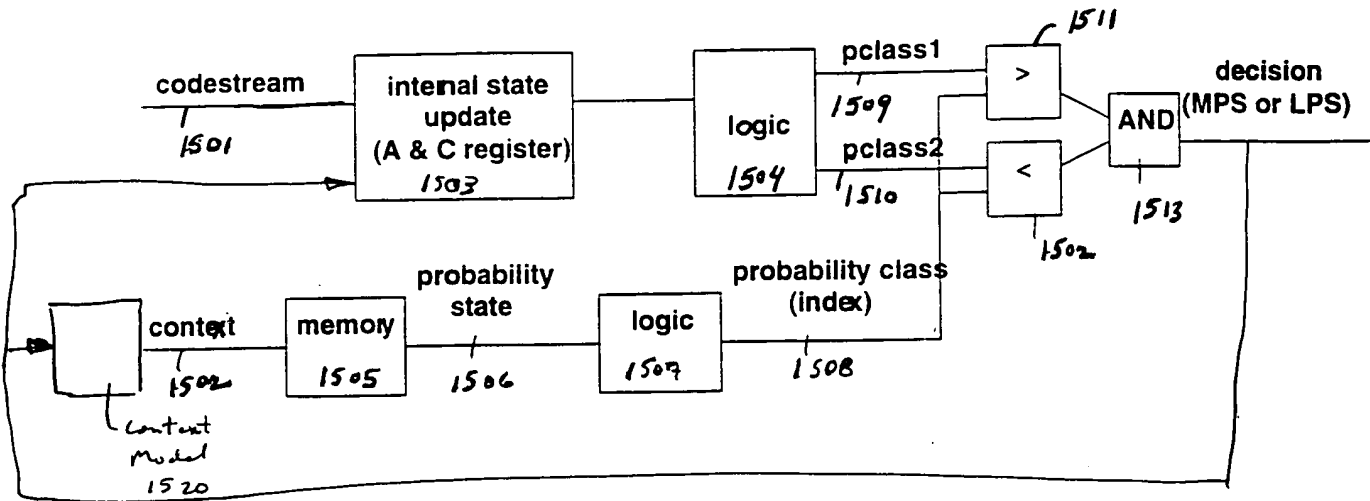 1511
codestream
1501
internal state
update
(A & C register)
1503
logic
1504
pclass1
1509
pclass2
1510
>
<
1502
AND
1513
decision
(MPS or LPS)
context
1502
memory
1505
probability
state
1506
logic
1507
probability class
(index)
1508
Context
Model
1520